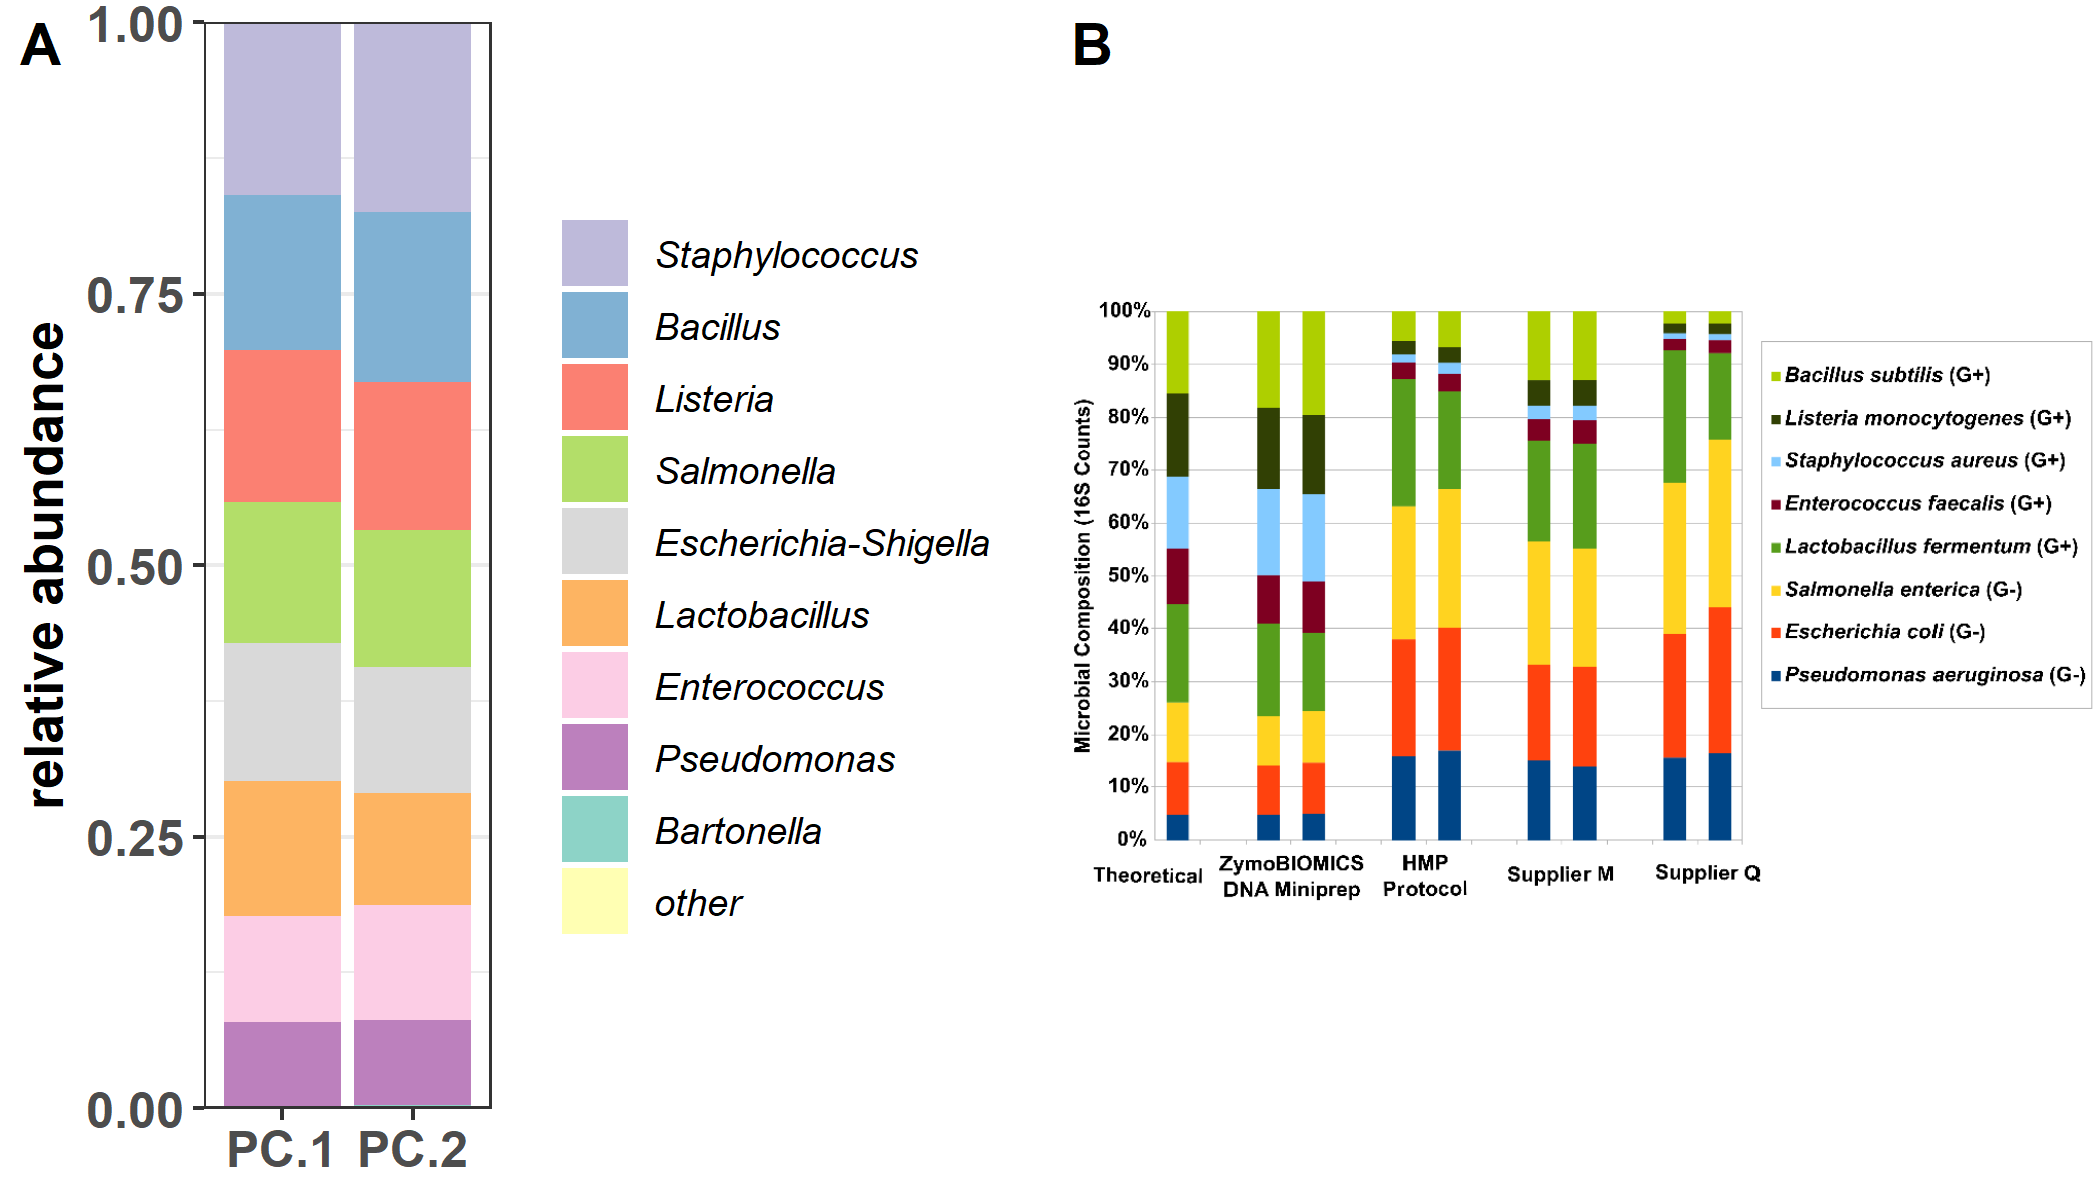 A
1.00
0.75
0.50
0.25
0.00
relative abundance
PC.1 PC.2
Staphylococcus
Bacillus
Listeria
Salmonella
Escherichia-Shigella
Lactobacillus
Enterococcus
Pseudomonas
Bartonella
other
B
100%
90%
80%
70%
60%
50%
40%
30%
20%
10%
0%
Microbial Composition (16S Counts)
Theoretical
ZymoBIOMICS
DNA Miniprep
HMP
Protocol
Supplier M
Supplier Q
Bacillus subtilis (G+)
Listeria monocytogenes (G+)
Staphylococcus aureus (G+)
Enterococcus faecalis (G+)
Lactobacillus fermentum (G+)
Salmonella enterica (G-)
Escherichia coli (G-)
Pseudomonas aeruginosa (G-)